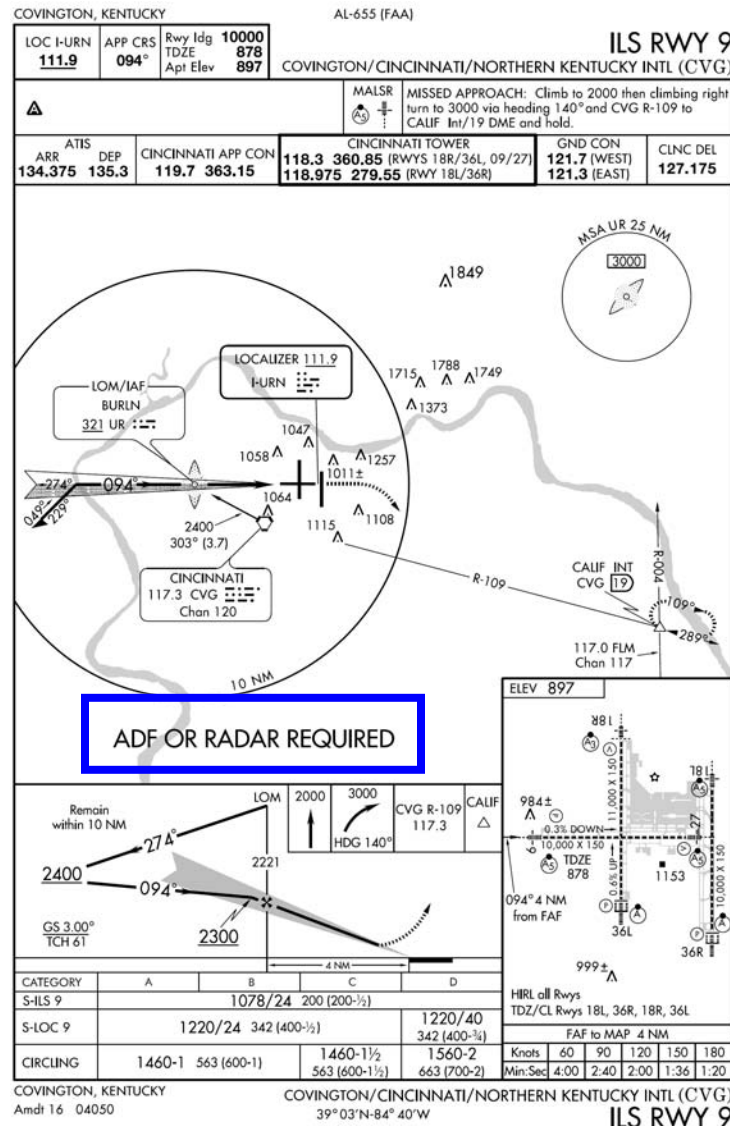 COVINGTON, KENTUCKY
AL-655 (FAA)
LOC I-URN
111.9
APP CRS
094°
Rwy ldg 10000
TDZE 878
Apt Elev 897
ILS RWY 9
COVINGTON/CINCINNATI/NORTHERN KENTUCKY INTL (CVG)
A
MALSR
A5
MISSED APPROACH: Climb to 2000 then climbing right
turn to 3000 via heading 140° and CVG R-109 to
CALIF Int/19 DME and hold.
ATIS
ARR DEP
134.375 135.3
CINCINNATI APP CON
119.7 363.15
CINCINNATI TOWER
118.3 360.85 (RWYS 18R/36L, 09/27)
118.975 279.55 (RWY 18L/36R)
GND CON
121.7 (WEST)
121.3 (EAST)
CLNC DEL
127.175
MSA UR 25 NM
3000
1849
LOCALIZER 111.9
I-URN
1715
1788
1749
1373
LOM/IAF
BURLN
321 UR
1047
1058
1257
1011±
274°
094°
049°
229°
1064
1108
1115
2400
303° (3.7)
CINCINNATI
117.3 CVG
Chan 120
R-109
R-004
CALIF INT
CVG 19
109°
289°
117.0 FLM
Chan 117
10 NM
ADF OR RADAR REQUIRED
ELEV 897
18R
18L
A3
V
A5
984±
P
11,000 X 150
0.3% DOWN
10,000 X 150
9
27
A5
TDZE
878
0.6% UP
V
A5
1153
10,000 X 150
094° 4 NM
from FAF
P
A
36L
P
A
36R
999±
HIRL all Rwys
TDZ/CL Rwys 18L, 36R, 18R, 36L
FAF to MAP 4 NM
Knots 60 90 120 150 180
Min:Sec 4:00 2:40 2:00 1:36 1:20
Remain
within 10 NM
LOM
2000
3000
HDG 140°
CVG R-109
117.3
CALIF
274°
2400
2221
094°
2300
GS 3.00°
TCH 61
4 NM
CATEGORY A B C D
S-ILS 9 1078/24 200 (200-½)
S-LOC 9 1220/24 342 (400-½) 1220/40 342 (400-¾)
CIRCLING 1460-1 563 (600-1) 1460-1½ 563 (600-1½) 1560-2 663 (700-2)
COVINGTON, KENTUCKY
Amdt 16 04050
COVINGTON/CINCINNATI/NORTHERN KENTUCKY INTL (CVG)
39°03'N-84°40'W
ILS RWY 9